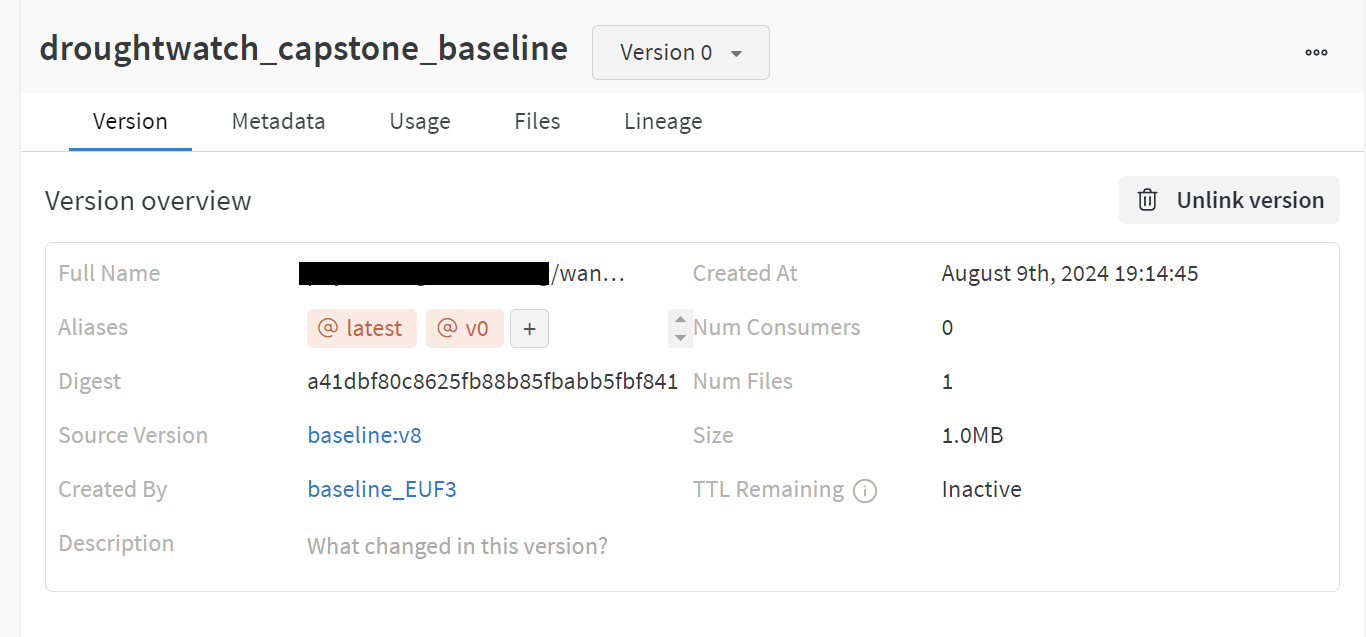 droughtwatch_capstone_baseline Version 0
Version Metadata Usage Files Lineage
Version overview Unlink version
Full Name /wan… Created At August 9th, 2024 19:14:45
Aliases @ latest @ v0 + Num Consumers 0
Digest a41dbf80c8625fb88b85fbabb5fbf841 Num Files 1
Source Version baseline:v8 Size 1.0MB
Created By baseline_EUF3 TTL Remaining Inactive
Description What changed in this version?